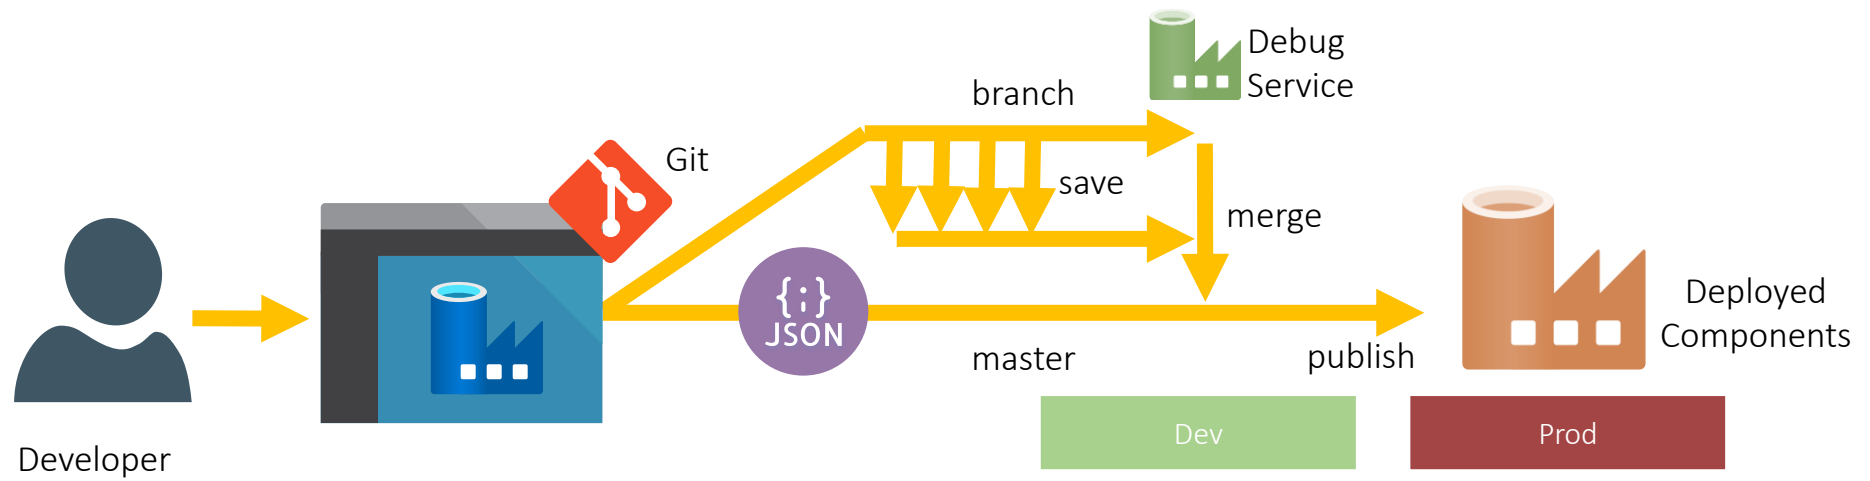 Developer
Git
{;}
JSON
branch
save
merge
master
publish
Debug
Service
Deployed
Components
Dev
Prod